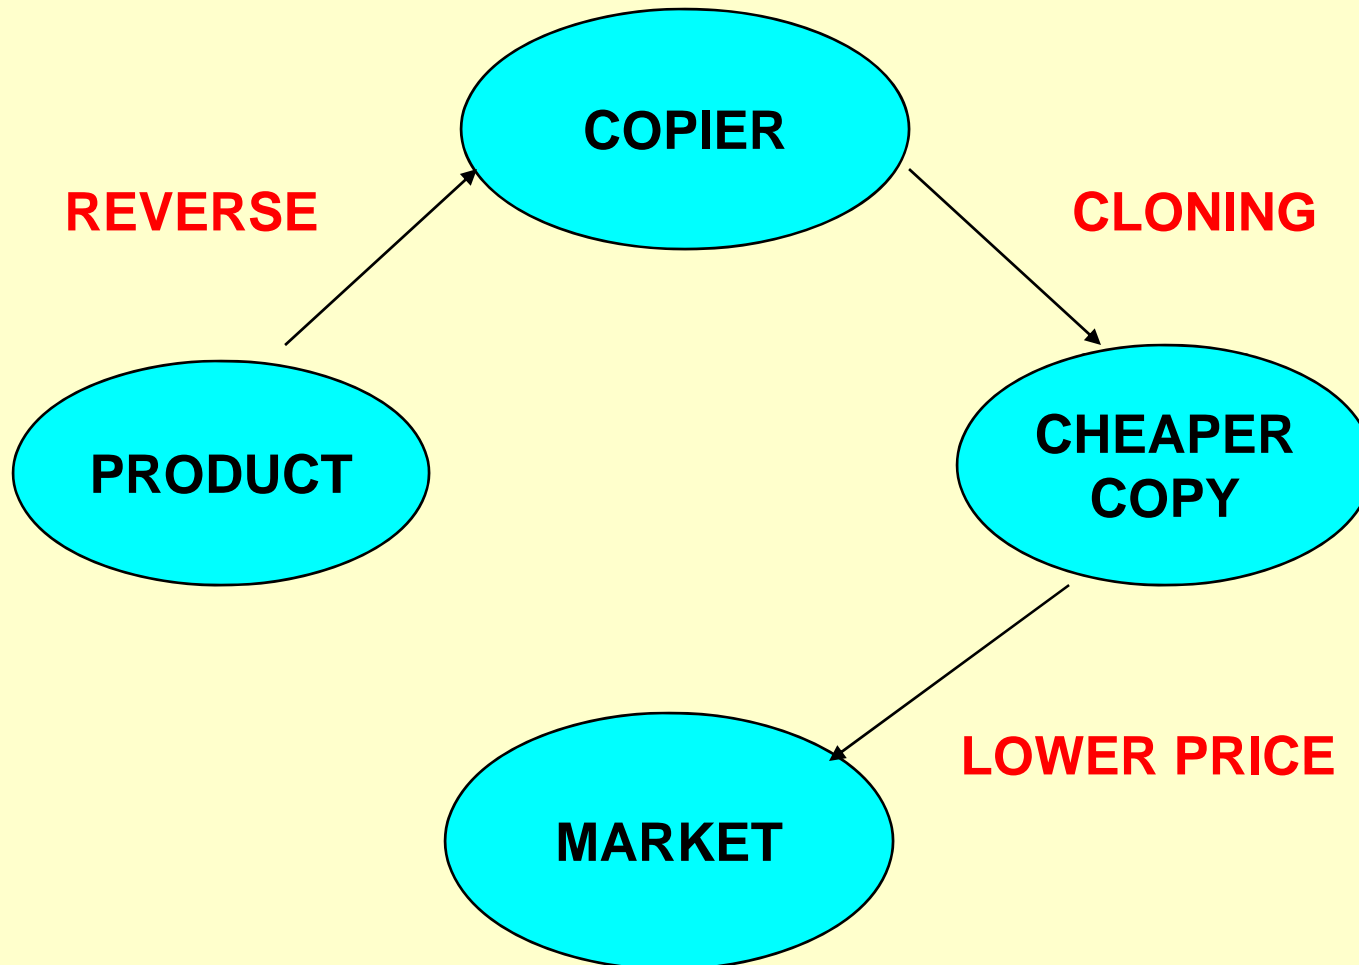 COPIER
REVERSE
CLONING
PRODUCT
CHEAPER
COPY
LOWER PRICE
MARKET